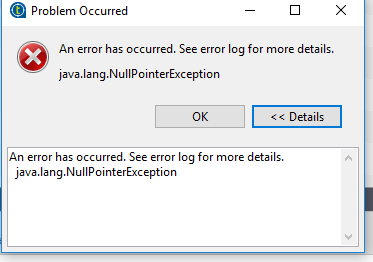 Problem Occurred
An error has occurred. See error log for more details.
java.lang.NullPointerException
OK
<< Details
An error has occurred. See error log for more details.
java.lang.NullPointerException